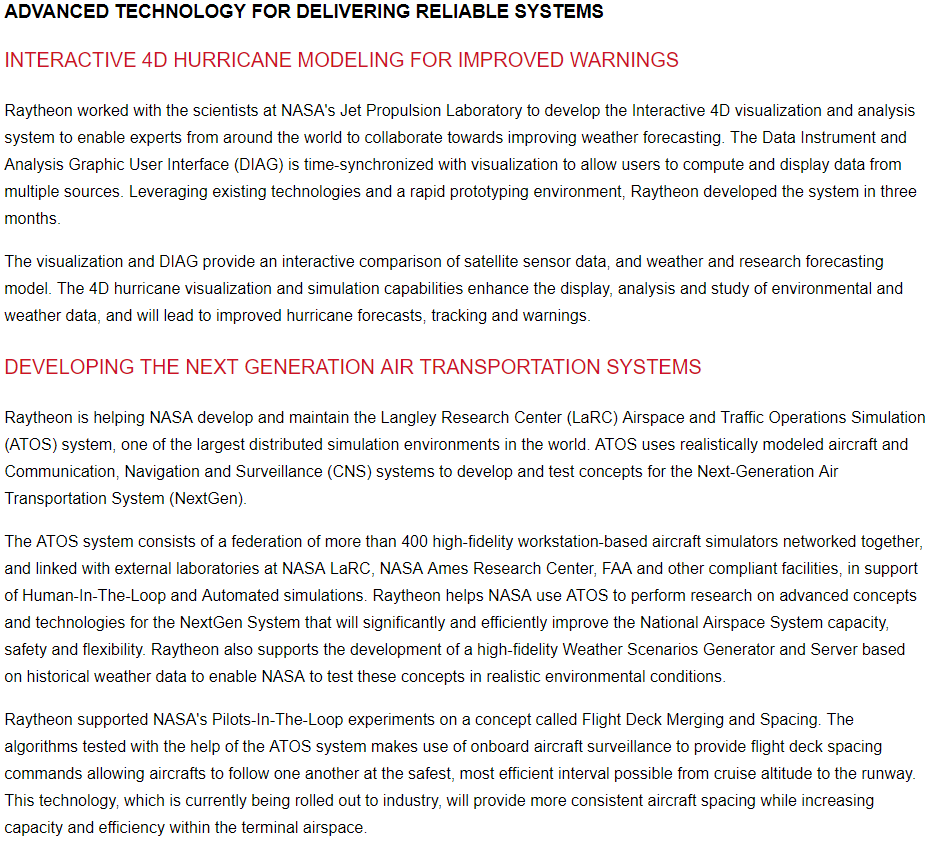 ADVANCED TECHNOLOGY FOR DELIVERING RELIABLE SYSTEMS
INTERACTIVE 4D HURRICANE MODELING FOR IMPROVED WARNINGS
Raytheon worked with the scientists at NASA's Jet Propulsion Laboratory to develop the Interactive 4D visualization and analysis
system to enable experts from around the world to collaborate towards improving weather forecasting. The Data Instrument and
Analysis Graphic User Interface (DIAG) is time-synchronized with visualization to allow users to compute and display data from
multiple sources. Leveraging existing technologies and a rapid prototyping environment, Raytheon developed the system in three
months.
The visualization and DIAG provide an interactive comparison of satellite sensor data, and weather and research forecasting
model. The 4D hurricane visualization and simulation capabilities enhance the display, analysis and study of environmental and
weather data, and will lead to improved hurricane forecasts, tracking and warnings.
DEVELOPING THE NEXT GENERATION AIR TRANSPORTATION SYSTEMS
Raytheon is helping NASA develop and maintain the Langley Research Center (LaRC) Airspace and Traffic Operations Simulation
(ATOS) system, one of the largest distributed simulation environments in the world. ATOS uses realistically modeled aircraft and
Communication, Navigation and Surveillance (CNS) systems to develop and test concepts for the Next-Generation Air
Transportation System (NextGen).
The ATOS system consists of a federation of more than 400 high-fidelity workstation-based aircraft simulators networked together,
and linked with external laboratories at NASA LaRC, NASA Ames Research Center, FAA and other compliant facilities, in support
of Human-In-The-Loop and Automated simulations. Raytheon helps NASA use ATOS to perform research on advanced concepts
and technologies for the NextGen System that will significantly and efficiently improve the National Airspace System capacity,
safety and flexibility. Raytheon also supports the development of a high-fidelity Weather Scenarios Generator and Server based
on historical weather data to enable NASA to test these concepts in realistic environmental conditions.
Raytheon supported NASA's Pilots-In-The-Loop experiments on a concept called Flight Deck Merging and Spacing. The
algorithms tested with the help of the ATOS system makes use of onboard aircraft surveillance to provide flight deck spacing
commands allowing aircrafts to follow one another at the safest, most efficient interval possible from cruise altitude to the runway.
This technology, which is currently being rolled out to industry, will provide more consistent aircraft spacing while increasing
capacity and efficiency within the terminal airspace.